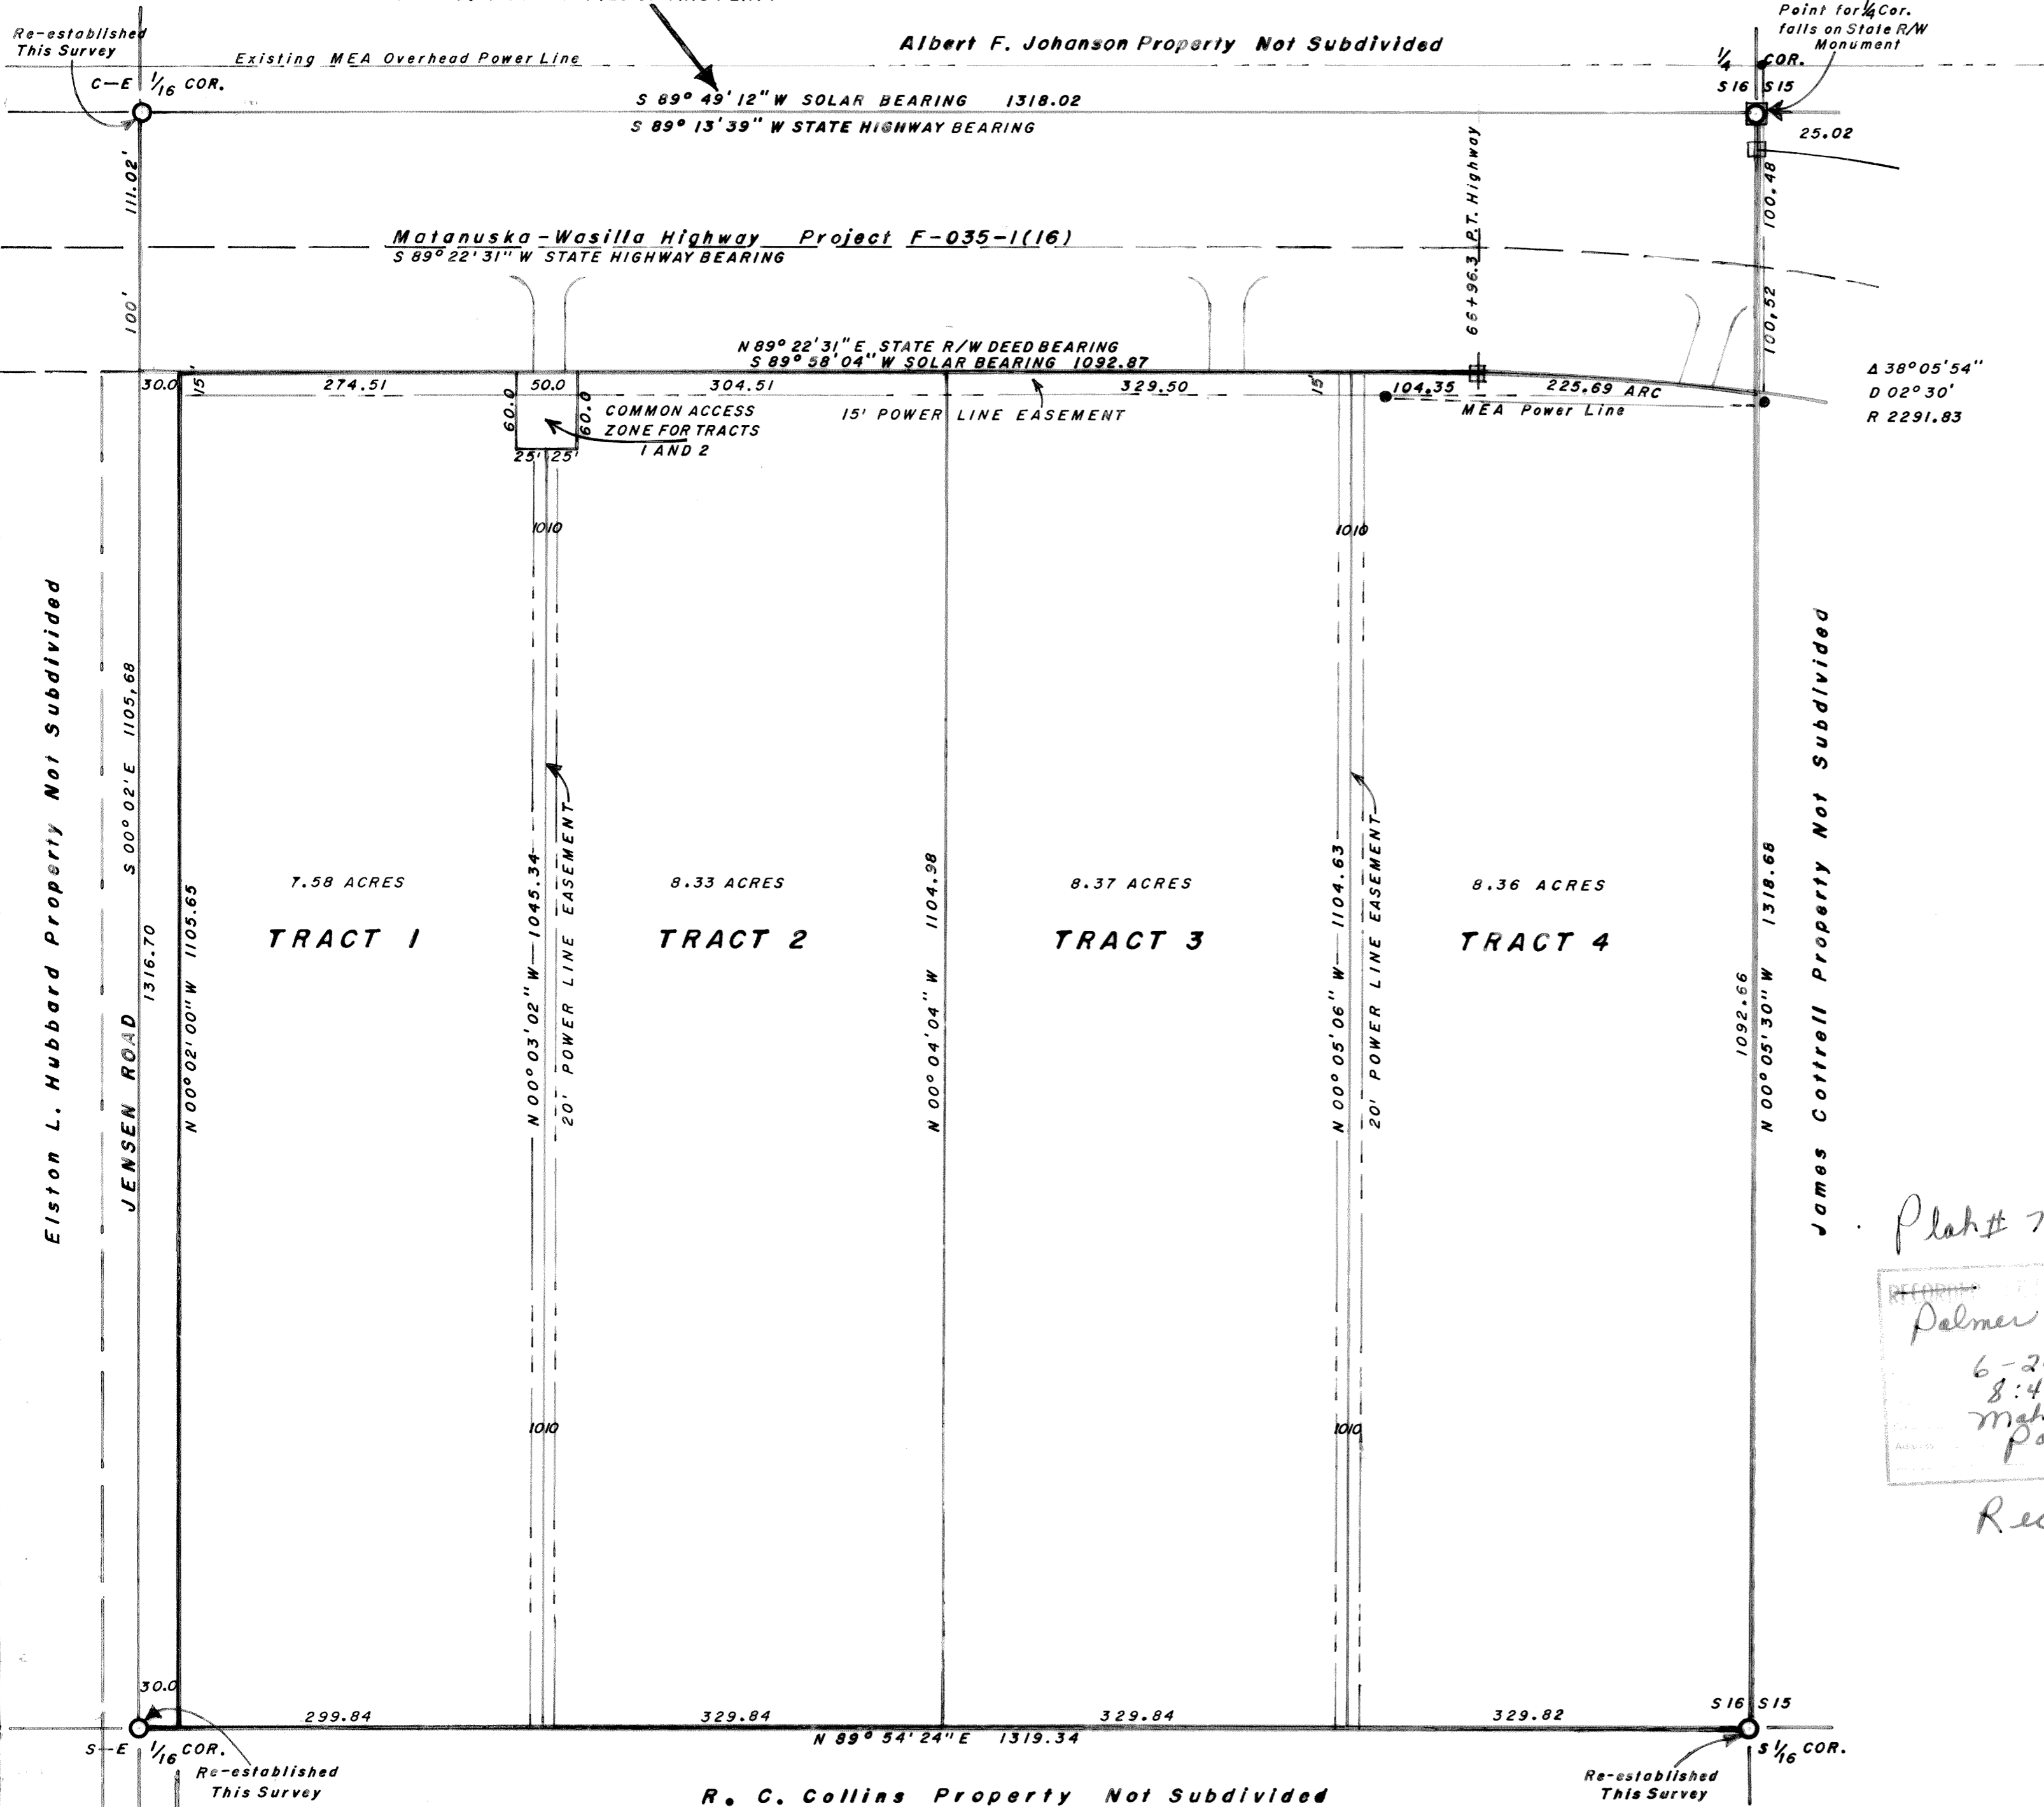 Re-established
This Survey
C-E 1/16 COR.
Existing MEA Overhead Power Line
Albert F. Johanson Property Not Subdivided
Point for 1/4 Cor.
falls on State R/W
Monument
1/4 COR.
S16 S15
S 89° 49' 12" W SOLAR BEARING 1318.02
S 89° 13' 39" W STATE HIGHWAY BEARING
25.02
111.02'
100.48
66+96.3 P.T. Highway
Matanuska-Wasilla Highway Project F-035-1(16)
S 89° 22' 31" W STATE HIGHWAY BEARING
100'
100.52
N 89° 22' 31" E STATE R/W DEED BEARING
S 89° 58' 04" W SOLAR BEARING 1092.87
Δ 38° 05' 54"
D 02° 30'
R 2291.83
30.0
15'
274.51
50.0
304.51
329.50
15'
104.35
225.69 ARC
MEA Power Line
60.0
60.0
COMMON ACCESS
ZONE FOR TRACTS
1 AND 2
15' POWER LINE EASEMENT
25' 25'
1010
1010
Elston L. Hubbard Property Not Subdivided
JENSEN ROAD
S 00° 02' E 1105.68
1316.70
N 00° 02' 00" W 1105.65
7.58 ACRES
TRACT 1
N 00° 03' 02" W 1045.34
20' POWER LINE EASEMENT
8.33 ACRES
TRACT 2
N 00° 04' 04" W 1104.98
8.37 ACRES
TRACT 3
N 00° 05' 06" W 1104.63
20' POWER LINE EASEMENT
8.36 ACRES
TRACT 4
1092.66
N 00° 05' 30" W 1318.68
James Cottrell Property Not Subdivided
Plat# 7
RECORDED
Palmer
6-2
8:4
Mat
Pa
Rec
1010
1010
30.0
299.84
329.84
329.84
329.82
S16 S15
N 89° 54' 24" E 1319.34
S-E 1/16 COR.
Re-established
This Survey
S 1/16 COR.
Re-established
This Survey
R. C. Collins Property Not Subdivided